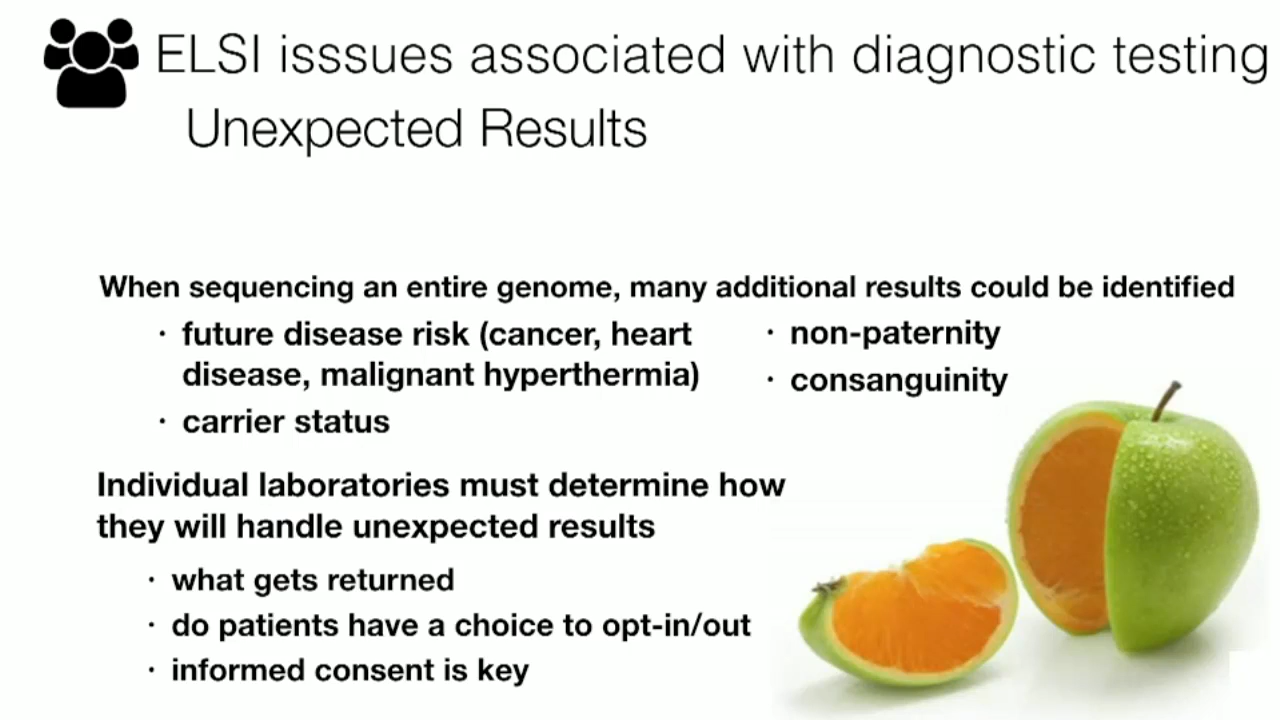 ELSI isssues associated with diagnostic testing
Unexpected Results
When sequencing an entire genome, many additional results could be identified
· future disease risk (cancer, heart
disease, malignant hyperthermia)
· carrier status
· non-paternity
· consanguinity
Individual laboratories must determine how
they will handle unexpected results
· what gets returned
· do patients have a choice to opt-in/out
· informed consent is key